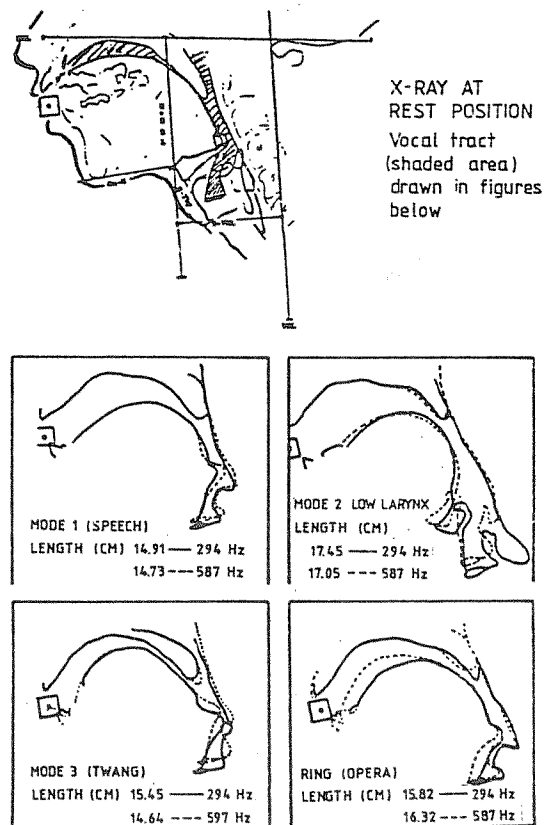 X-RAY AT
REST POSITION
Vocal tract
(shaded area)
drawn in figures
below
MODE 1 (SPEECH)
LENGTH (CM) 14.91 —— 294 Hz
14.73 --- 587 Hz
MODE 2 LOW LARYNX
LENGTH (CM)
17.45 —— 294 Hz
17.05 --- 587 Hz
MODE 3 (TWANG)
LENGTH (CM) 15.45 —— 294 Hz
14.64 --- 597 Hz
RING (OPERA)
LENGTH (CM) 15.82 —— 294 Hz
16.32 --- 587 Hz